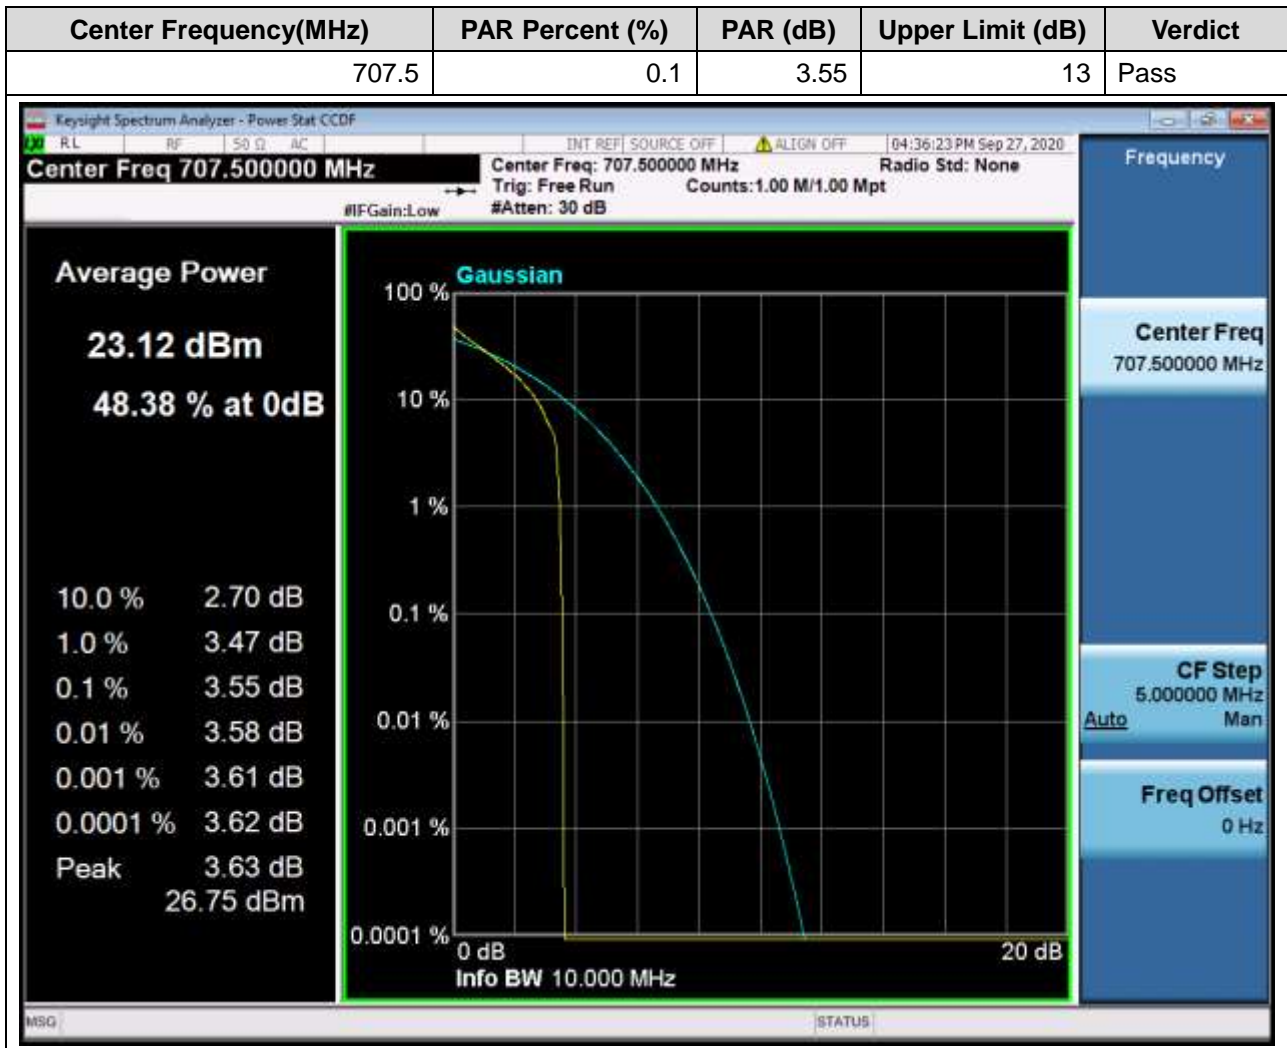 Center Frequency(MHz) PAR Percent (%) PAR (dB) Upper Limit (dB) Verdict
707.5 0.1 3.55 13 Pass
Keysight Spectrum Analyzer - Power Stat CCDF
RL RF 50 Ω AC INT REF SOURCE OFF ALIGN OFF 04:36:23 PM Sep 27, 2020
Center Freq 707.500000 MHz
Center Freq: 707.500000 MHz Radio Std: None
Trig: Free Run Counts:1.00 M/1.00 Mpt
#IFGain:Low #Atten: 30 dB
Frequency
Average Power
23.12 dBm
48.38 % at 0dB
10.0 % 2.70 dB
1.0 % 3.47 dB
0.1 % 3.55 dB
0.01 % 3.58 dB
0.001 % 3.61 dB
0.0001 % 3.62 dB
Peak 3.63 dB
26.75 dBm
Gaussian
100 %
10 %
1 %
0.1 %
0.01 %
0.001 %
0.0001 %
0 dB 20 dB
Info BW 10.000 MHz
Center Freq
707.500000 MHz
CF Step
5.000000 MHz
Auto Man
Freq Offset
0 Hz
MSG STATUS